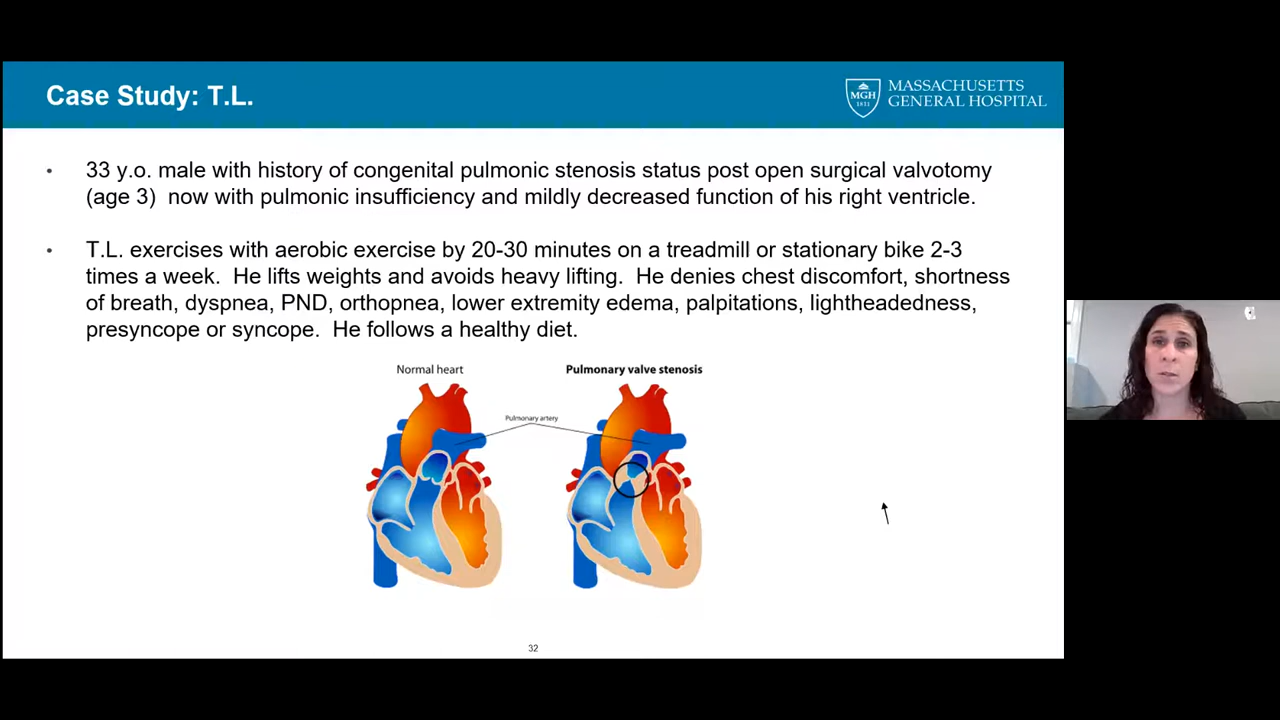 Case Study: T.L.
MGH
1811
MASSACHUSETTS
GENERAL HOSPITAL
• 33 y.o. male with history of congenital pulmonic stenosis status post open surgical valvotomy
(age 3)  now with pulmonic insufficiency and mildly decreased function of his right ventricle.
• T.L. exercises with aerobic exercise by 20-30 minutes on a treadmill or stationary bike 2-3
times a week.  He lifts weights and avoids heavy lifting.  He denies chest discomfort, shortness
of breath, dyspnea, PND, orthopnea, lower extremity edema, palpitations, lightheadedness,
presyncope or syncope.  He follows a healthy diet.
Normal heart
Pulmonary valve stenosis
Pulmonary artery
32